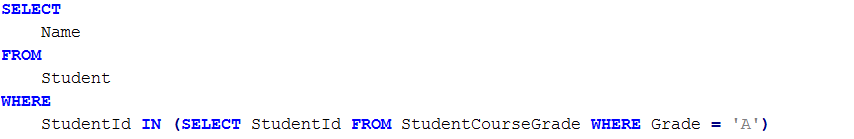 SELECT
    Name
FROM
    Student
WHERE
    StudentId IN (SELECT StudentId FROM StudentCourseGrade WHERE Grade = 'A')